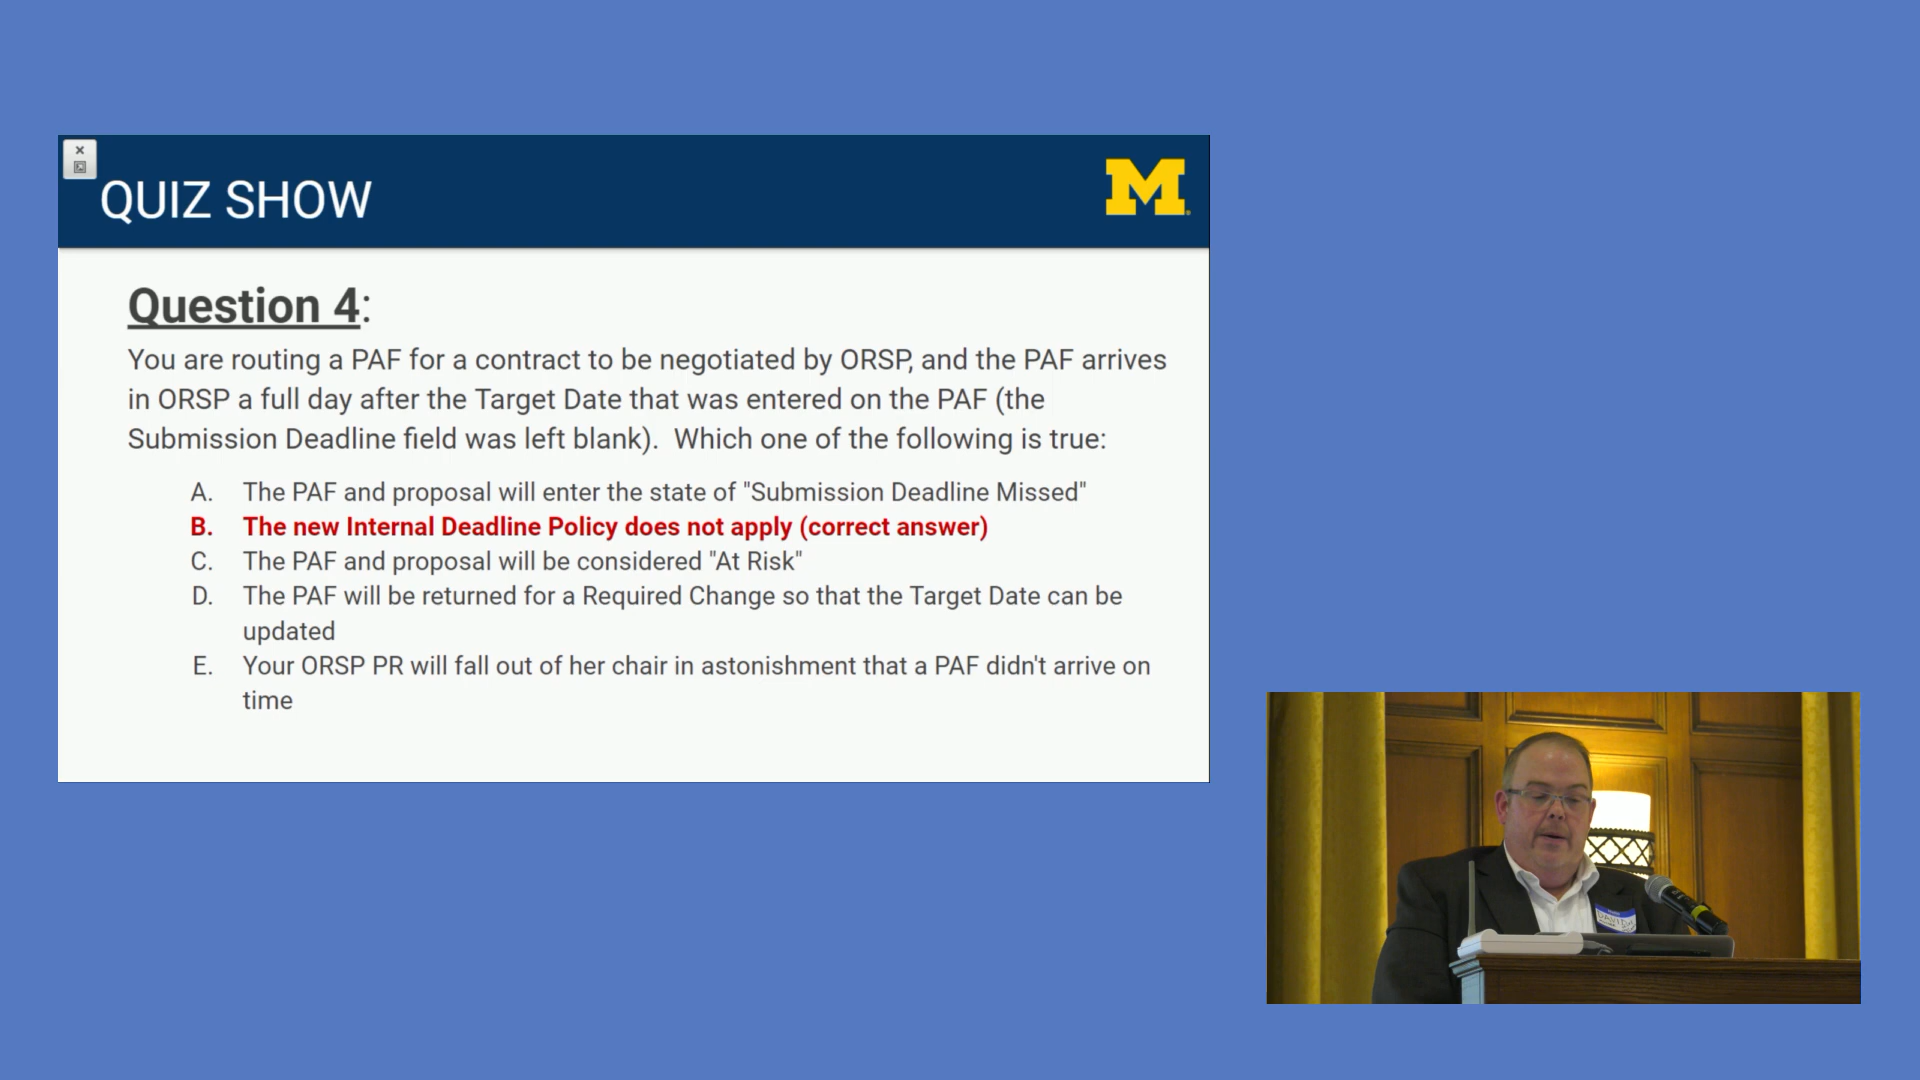 QUIZ SHOW
M
Question 4:
You are routing a PAF for a contract to be negotiated by ORSP, and the PAF arrives
in ORSP a full day after the Target Date that was entered on the PAF (the
Submission Deadline field was left blank).  Which one of the following is true:
A. The PAF and proposal will enter the state of "Submission Deadline Missed"
B. The new Internal Deadline Policy does not apply (correct answer)
C. The PAF and proposal will be considered "At Risk"
D. The PAF will be returned for a Required Change so that the Target Date can be
updated
E. Your ORSP PR will fall out of her chair in astonishment that a PAF didn't arrive on
time
DAVID